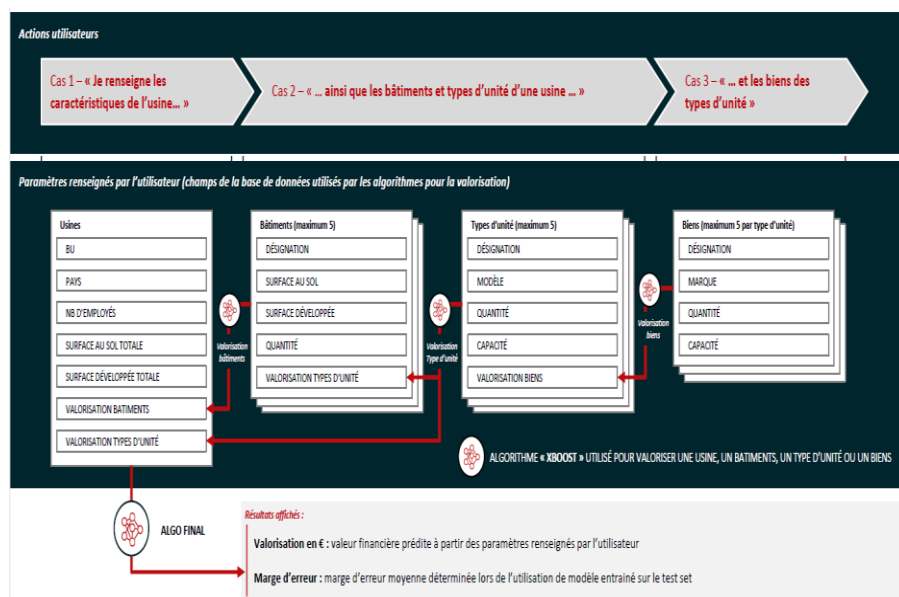 Actions utilisateurs
Cas 1 – « Je renseigne les
caractéristiques de l'usine… »
Cas 2 – « … ainsi que les bâtiments et types d'unité d'une usine … »
Cas 3 – « … et les biens des
types d'unité »
Paramètres renseignés par l'utilisateur (champs de la base de données utilisés par les algorithmes pour la valorisation)
Usines
BU
PAYS
NB D'EMPLOYÉS
SURFACE AU SOL TOTALE
SURFACE DÉVELOPPÉE TOTALE
VALORISATION BATIMENTS
VALORISATION TYPES D'UNITÉ
Valorisation
bâtiments
Bâtiments (maximum 5)
DÉSIGNATION
SURFACE AU SOL
SURFACE DÉVELOPPÉE
QUANTITÉ
VALORISATION TYPES D'UNITÉ
Valorisation
Type d'unité
Types d'unité (maximum 5)
DÉSIGNATION
MODÈLE
QUANTITÉ
CAPACITÉ
VALORISATION BIENS
Valorisation
biens
Biens (maximum 5 par type d'unité)
DÉSIGNATION
MARQUE
QUANTITÉ
CAPACITÉ
ALGORITHME « XBOOST » UTILISÉ POUR VALORISER UNE USINE, UN BATIMENTS, UN TYPE D'UNITÉ OU UN BIENS
ALGO FINAL
Résultats affichés :
Valorisation en € : valeur financière prédite à partir des paramètres renseignés par l'utilisateur
Marge d'erreur : marge d'erreur moyenne déterminée lors de l'utilisation de modèle entrainé sur le test set